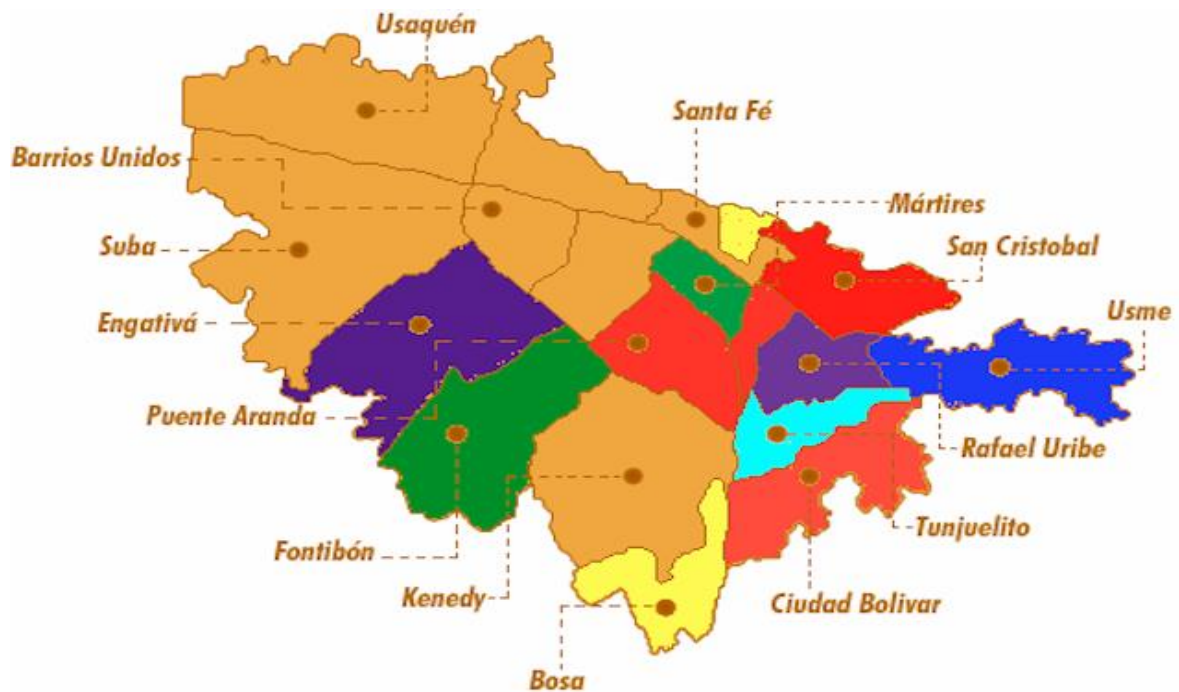 Usaquén
Santa Fé
Barrios Unidos
Mártires
Suba
San Cristobal
Engativá
Usme
Puente Aranda
Rafael Uribe
Fontibón
Tunjuelito
Kenedy
Ciudad Bolivar
Bosa